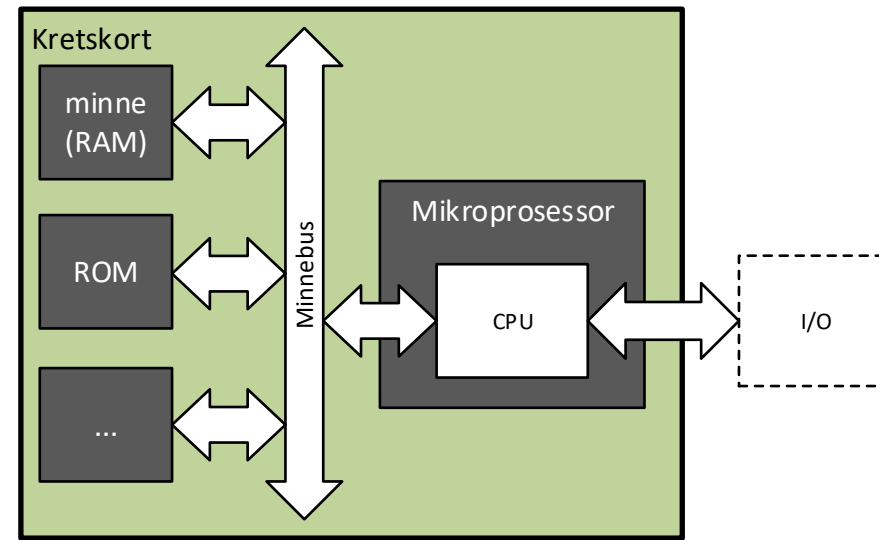 Kretskort
minne
(RAM)
ROM
...
Minnebus
Mikroprosessor
CPU
I/O